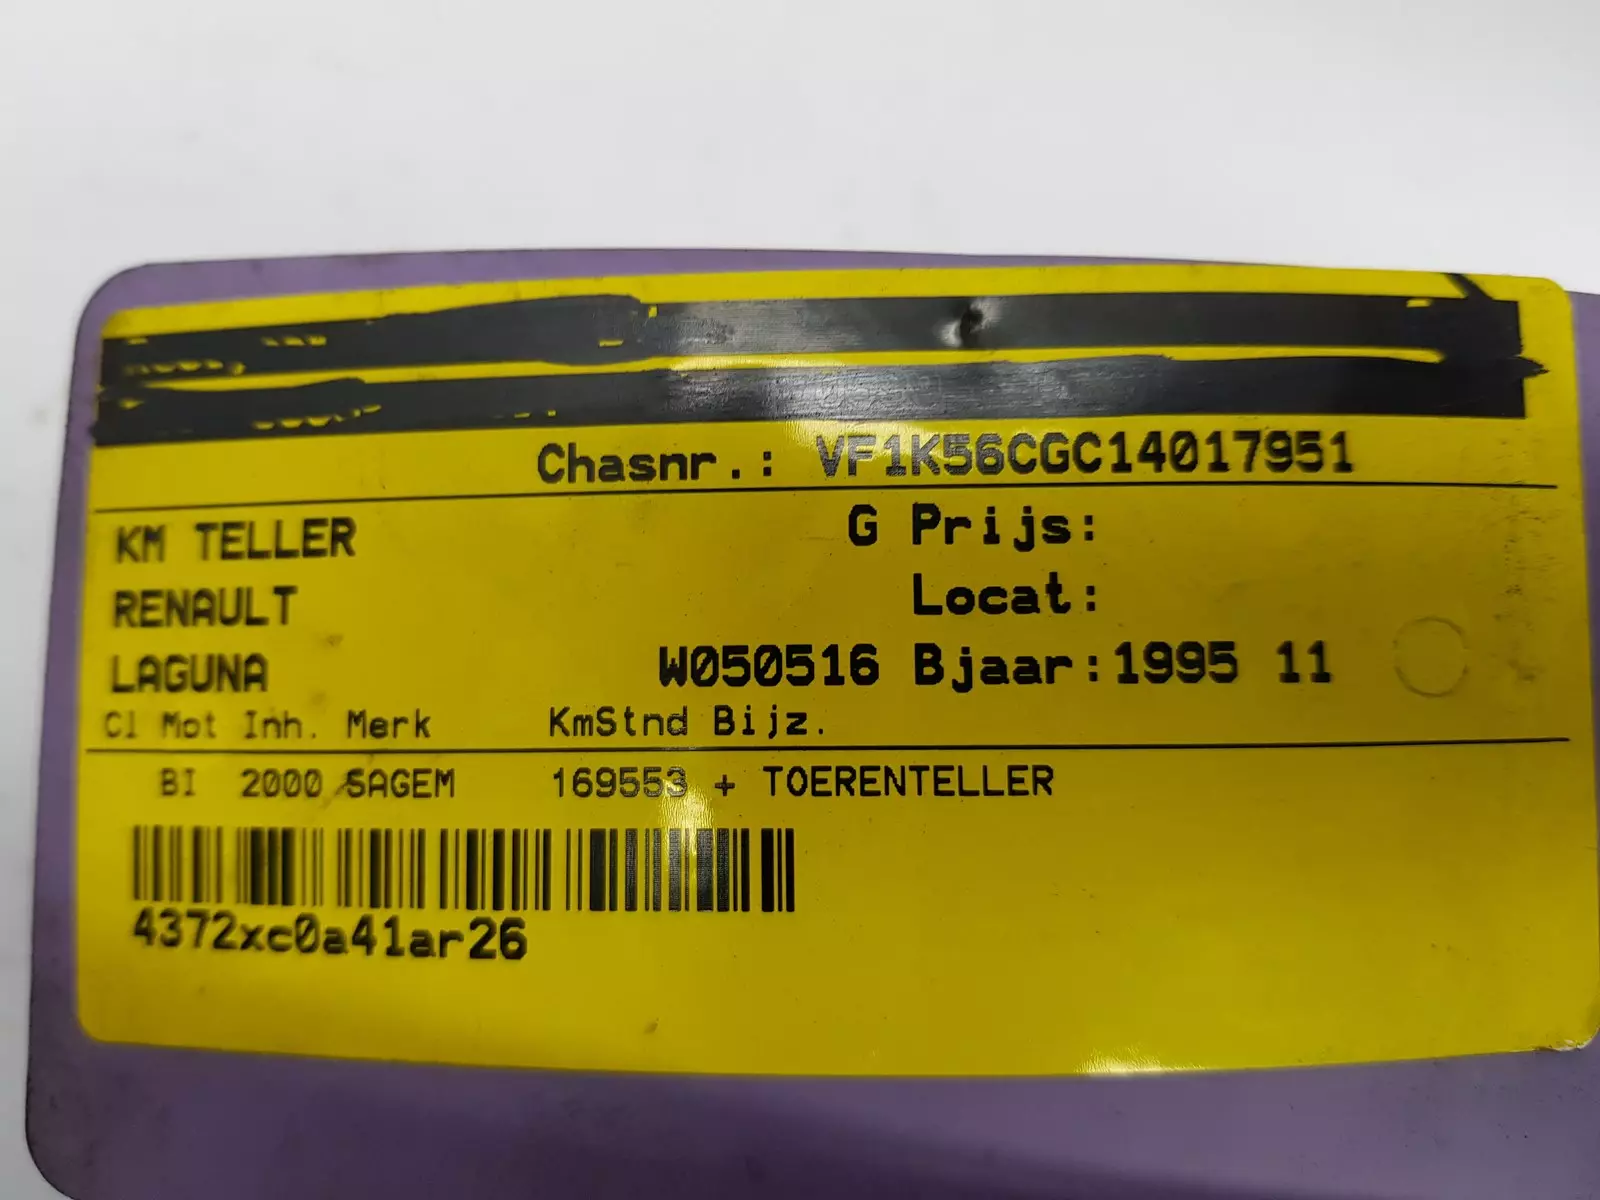 Chasnr.: VF1K56CGC14017951
KM TELLER G Prijs:
RENAULT Locat:
LAGUNA W050516 Bjaar:1995 11
Cl Mot Inh. Merk KmStnd Bijz.
BI 2000 SAGEM 169553 + TOERENTELLER
4372xc0a41ar26